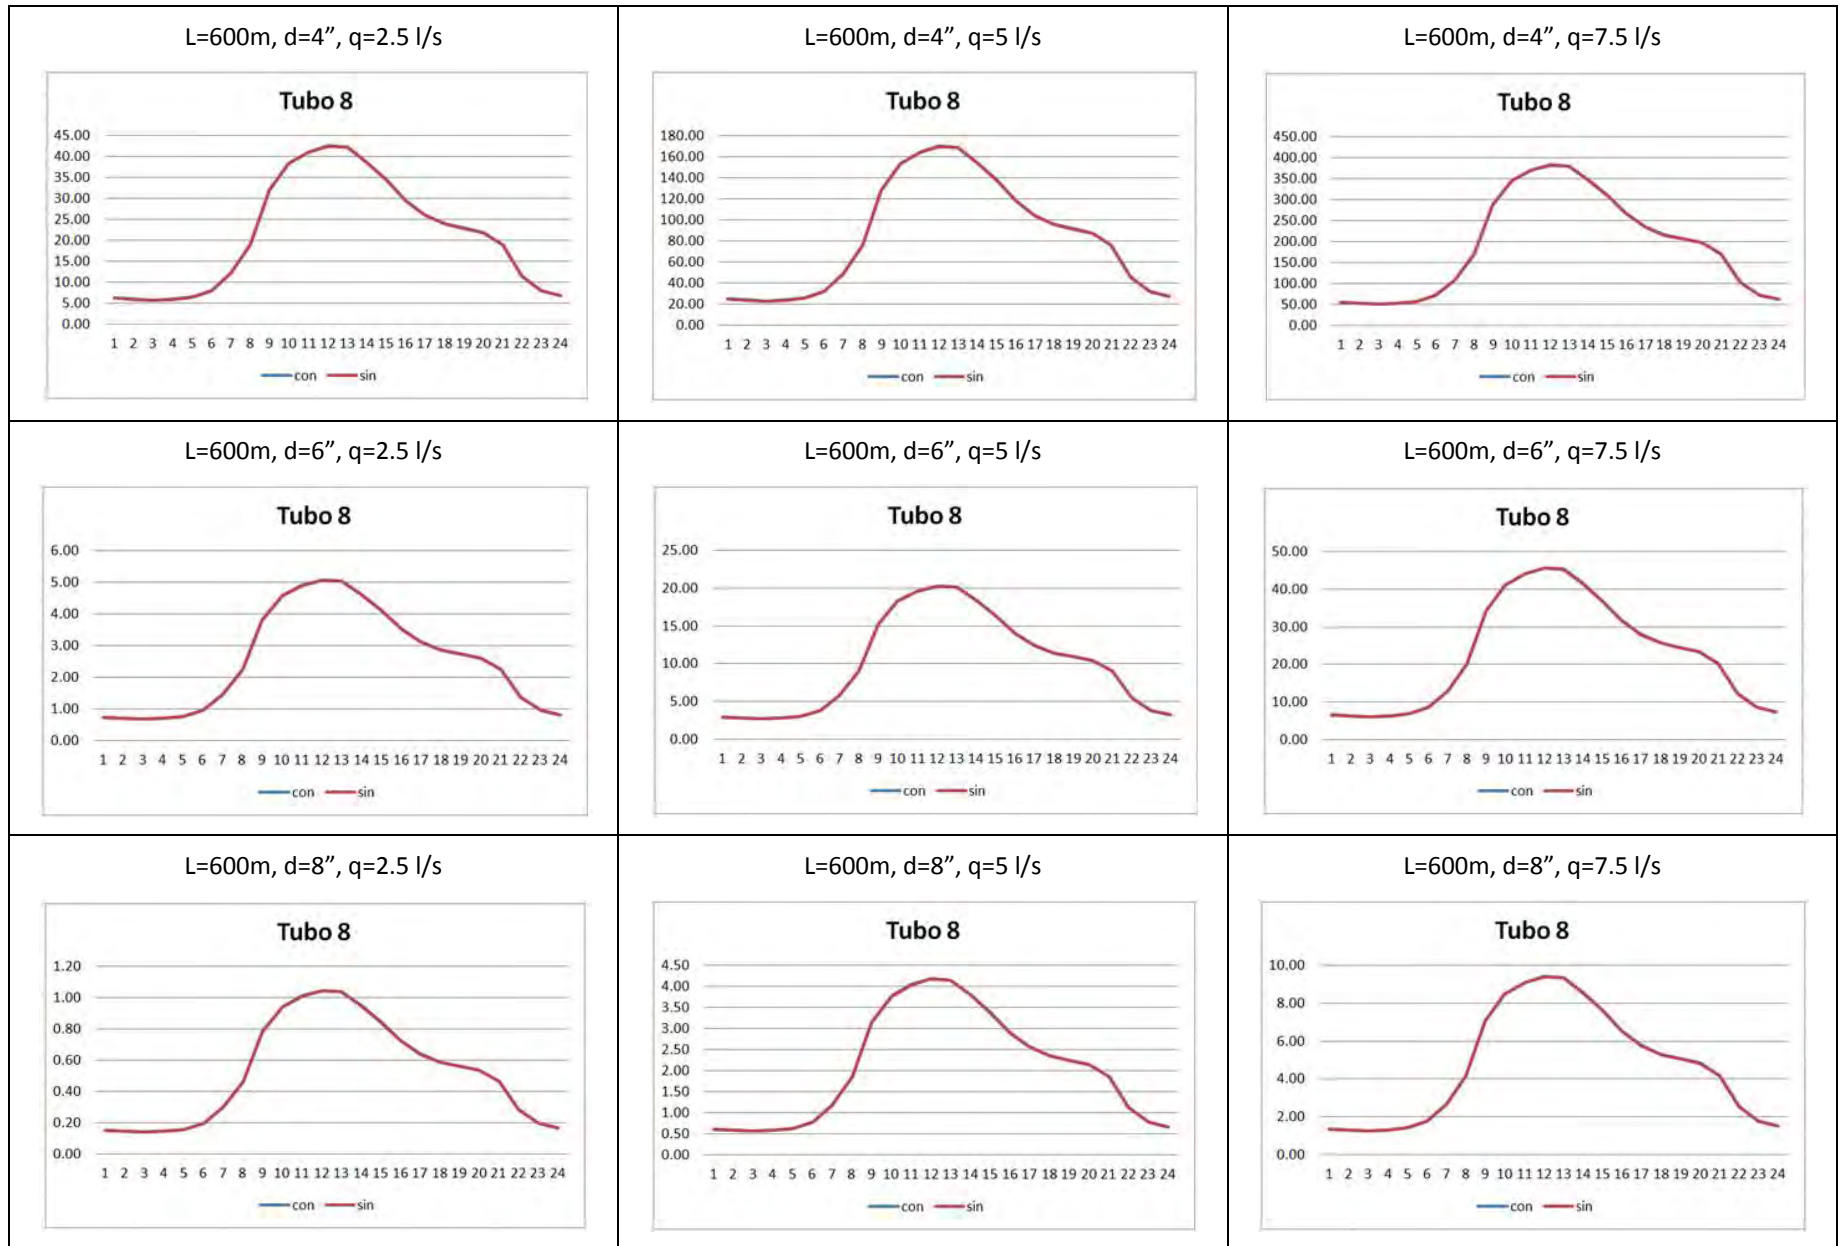 L=600m, d=4”, q=2.5 l/s
Tubo 8
45.00
40.00
35.00
30.00
25.00
20.00
15.00
10.00
5.00
0.00
1 2 3 4 5 6 7 8 9 10 11 12 13 14 15 16 17 18 19 20 21 22 23 24
con sin
L=600m, d=4”, q=5 l/s
Tubo 8
180.00
160.00
140.00
120.00
100.00
80.00
60.00
40.00
20.00
0.00
1 2 3 4 5 6 7 8 9 10 11 12 13 14 15 16 17 18 19 20 21 22 23 24
con sin
L=600m, d=4”, q=7.5 l/s
Tubo 8
450.00
400.00
350.00
300.00
250.00
200.00
150.00
100.00
50.00
0.00
1 2 3 4 5 6 7 8 9 10 11 12 13 14 15 16 17 18 19 20 21 22 23 24
con sin
L=600m, d=6”, q=2.5 l/s
Tubo 8
6.00
5.00
4.00
3.00
2.00
1.00
0.00
1 2 3 4 5 6 7 8 9 10 11 12 13 14 15 16 17 18 19 20 21 22 23 24
con sin
L=600m, d=6”, q=5 l/s
Tubo 8
25.00
20.00
15.00
10.00
5.00
0.00
1 2 3 4 5 6 7 8 9 10 11 12 13 14 15 16 17 18 19 20 21 22 23 24
con sin
L=600m, d=6”, q=7.5 l/s
Tubo 8
50.00
40.00
30.00
20.00
10.00
0.00
1 2 3 4 5 6 7 8 9 10 11 12 13 14 15 16 17 18 19 20 21 22 23 24
con sin
L=600m, d=8”, q=2.5 l/s
Tubo 8
1.20
1.00
0.80
0.60
0.40
0.20
0.00
1 2 3 4 5 6 7 8 9 10 11 12 13 14 15 16 17 18 19 20 21 22 23 24
con sin
L=600m, d=8”, q=5 l/s
Tubo 8
4.50
4.00
3.50
3.00
2.50
2.00
1.50
1.00
0.50
0.00
1 2 3 4 5 6 7 8 9 10 11 12 13 14 15 16 17 18 19 20 21 22 23 24
con sin
L=600m, d=8”, q=7.5 l/s
Tubo 8
10.00
8.00
6.00
4.00
2.00
0.00
1 2 3 4 5 6 7 8 9 10 11 12 13 14 15 16 17 18 19 20 21 22 23 24
con sin